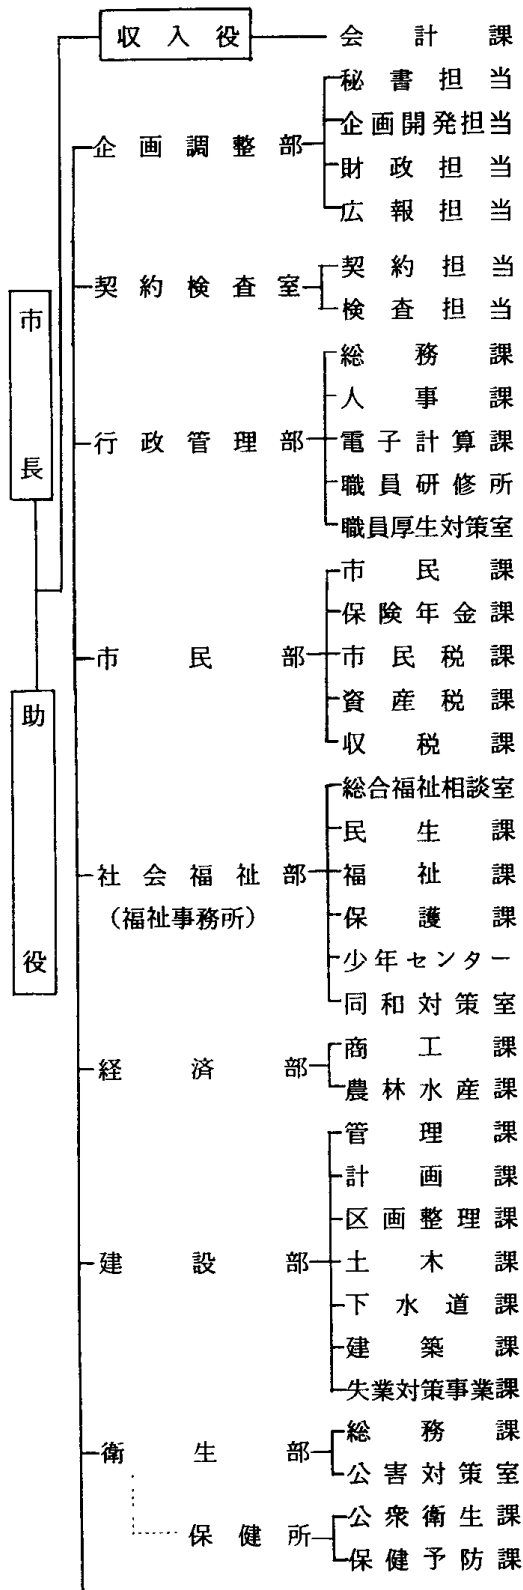 市長
助役
収入役
会計課
企画調整部
秘書担当
企画開発担当
財政担当
広報担当
契約検査室
契約担当
検査担当
行政管理部
総務課
人事課
電子計算課
職員研修所
職員厚生対策室
市民部
市民課
保険年金課
市民税課
資産税課
収税課
社会福祉部
(福祉事務所)
総合福祉相談室
民生課
福祉課
保護課
少年センター
同和対策室
経済部
商工課
農林水産課
建設部
管理課
計画課
区画整理課
土木課
下水道課
建築課
失業対策事業課
衛生部
総務課
公害対策室
保健所
公衆衛生課
保健予防課